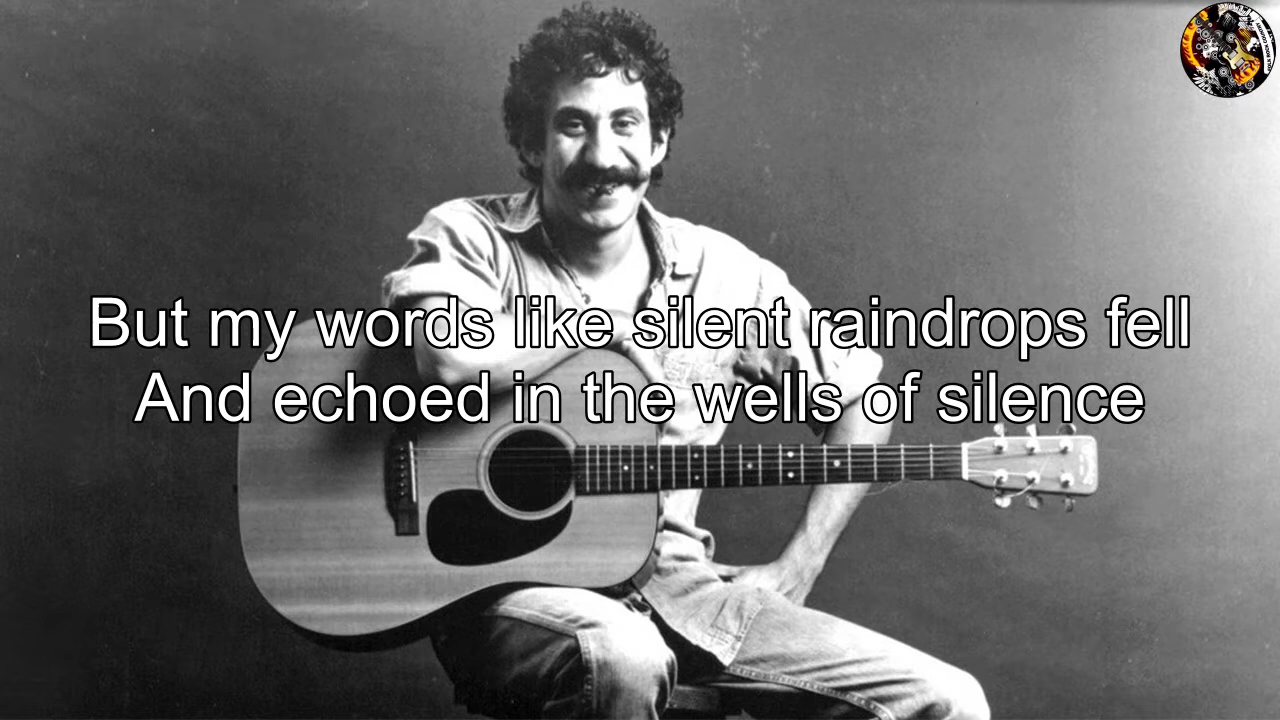 But my words like silent raindrops fell
And echoed in the wells of silence